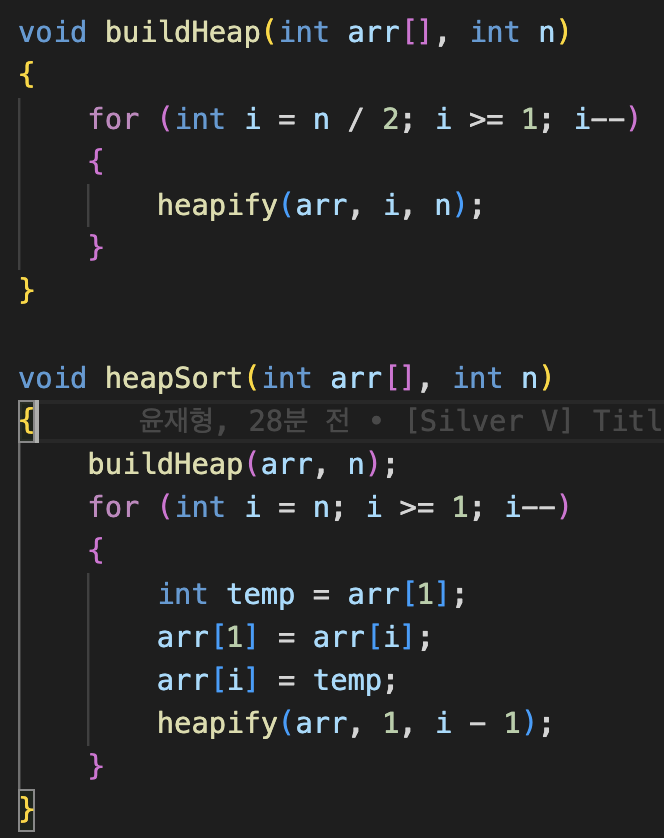 void buildHeap(int arr[], int n)
{
for (int i = n / 2; i >= 1; i--)
{
heapify(arr, i, n);
}
}
void heapSort(int arr[], int n)
{ 윤재형, 28분 전 • [Silver V] Titl
buildHeap(arr, n);
for (int i = n; i >= 1; i--)
{
int temp = arr[1];
arr[1] = arr[i];
arr[i] = temp;
heapify(arr, 1, i - 1);
}
}